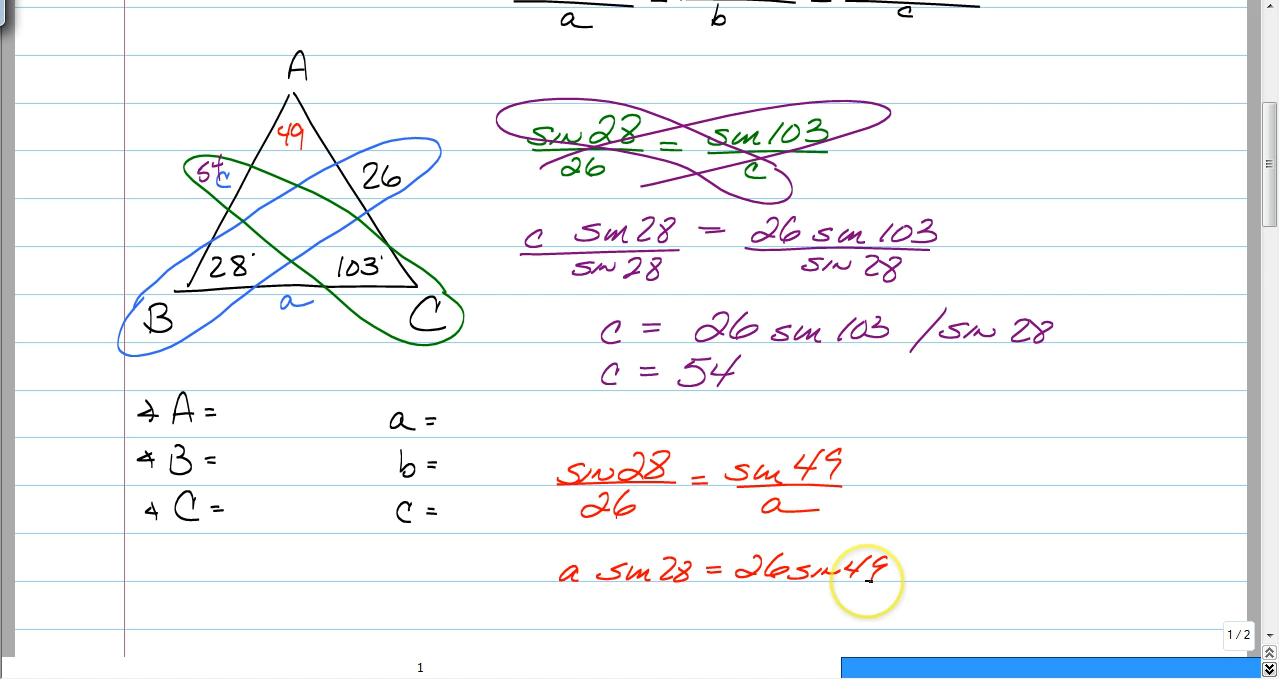 a b c
A
49
54 c
26
28° 103°
B a C
sin 28 / 26 = sin 103 / c
c sin 28 / sin 28 = 26 sin 103 / sin 28
c = 26 sin 103 / sin 28
c = 54
∡ A = a =
∡ B = b =
∡ C = c =
sin 28 / 26 = sin 49 / a
a sin 28 = 26 sin 49
1 / 2
1